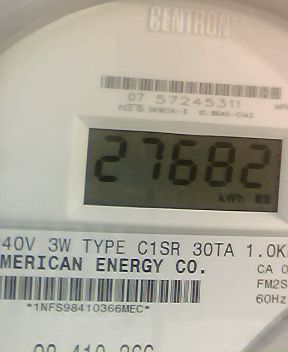 CENTRON
07 57245311
27682
kWh
40V 3W TYPE C1SR 30TA 1.0K
MERICAN ENERGY CO.
CA 0
FM2S
60Hz
*1NFS98410366MEC*